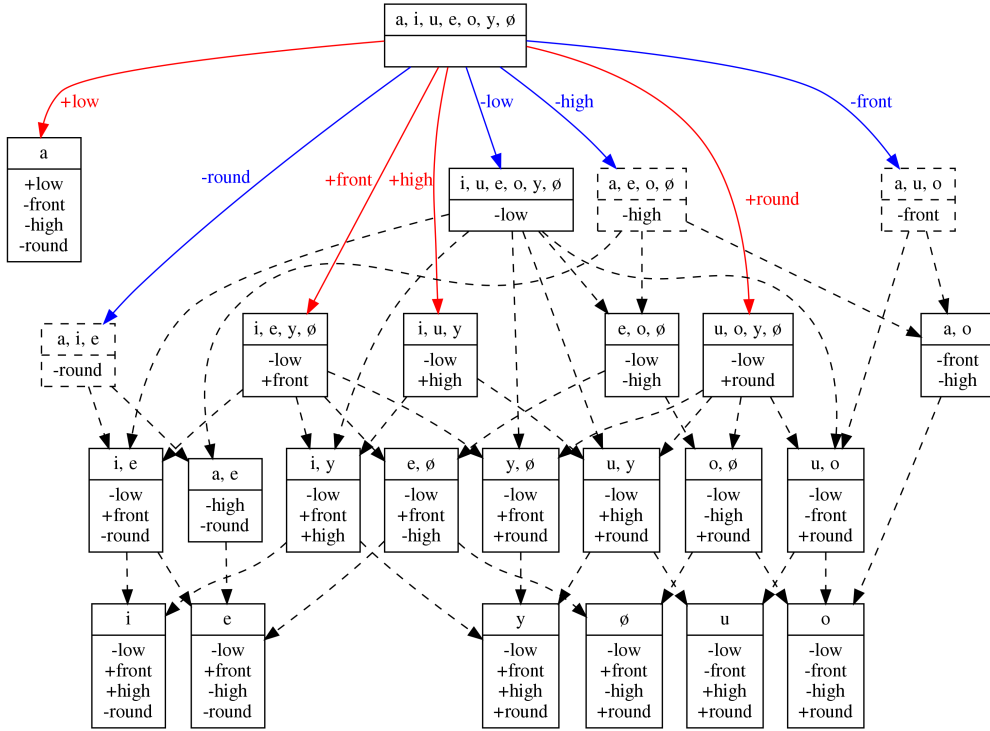 a, i, u, e, o, y, ø
+low
-round
+front
+high
-low
-high
+round
-front
a
+low
-front
-high
-round
i, u, e, o, y, ø
-low
a, e, o, ø
-high
a, u, o
-front
a, i, e
-round
i, e, y, ø
-low
+front
i, u, y
-low
+high
e, o, ø
-low
-high
u, o, y, ø
-low
+round
a, o
-front
-high
i, e
-low
+front
-round
a, e
-high
-round
i, y
-low
+front
+high
e, ø
-low
+front
-high
y, ø
-low
+front
+round
u, y
-low
+high
+round
o, ø
-low
-high
+round
u, o
-low
-front
+round
i
-low
+front
+high
-round
e
-low
+front
-high
-round
y
-low
+front
+high
+round
ø
-low
+front
-high
+round
u
-low
-front
+high
+round
o
-low
-front
-high
+round